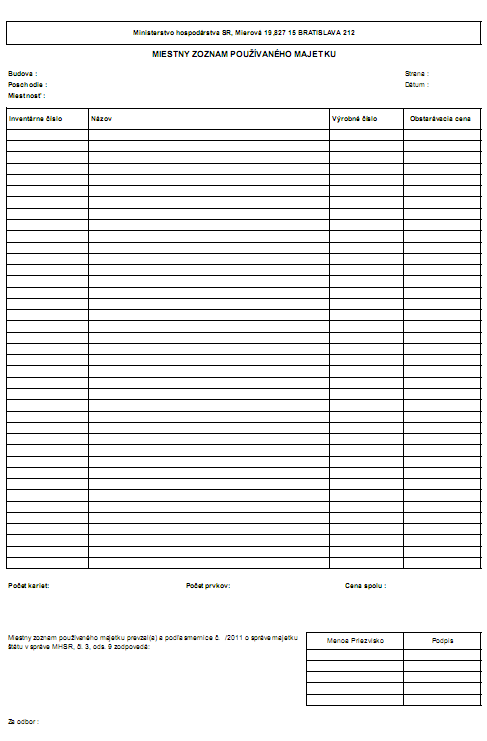 Ministerstvo hospodárstva SR, Mierová 19,827 15 BRATISLAVA 212
MIESTNY ZOZNAM POUŽÍVANÉHO MAJETKU
Budova :
Strana :
Poschodie :
Dátum :
Miestnosť :
Inventárne číslo
Názov
Výrobné číslo
Obstarávacia cena
Počet kariet:
Počet prvkov:
Cena spolu :
Miestny zoznam používaného majetku prevzal(a) a podľa smernice č. /2011 o správe majetku
štátu v správe MHSR, čl. 3, ods. 9 zodpovedá:
Meno a Priezvisko
Podpis
Za odbor :